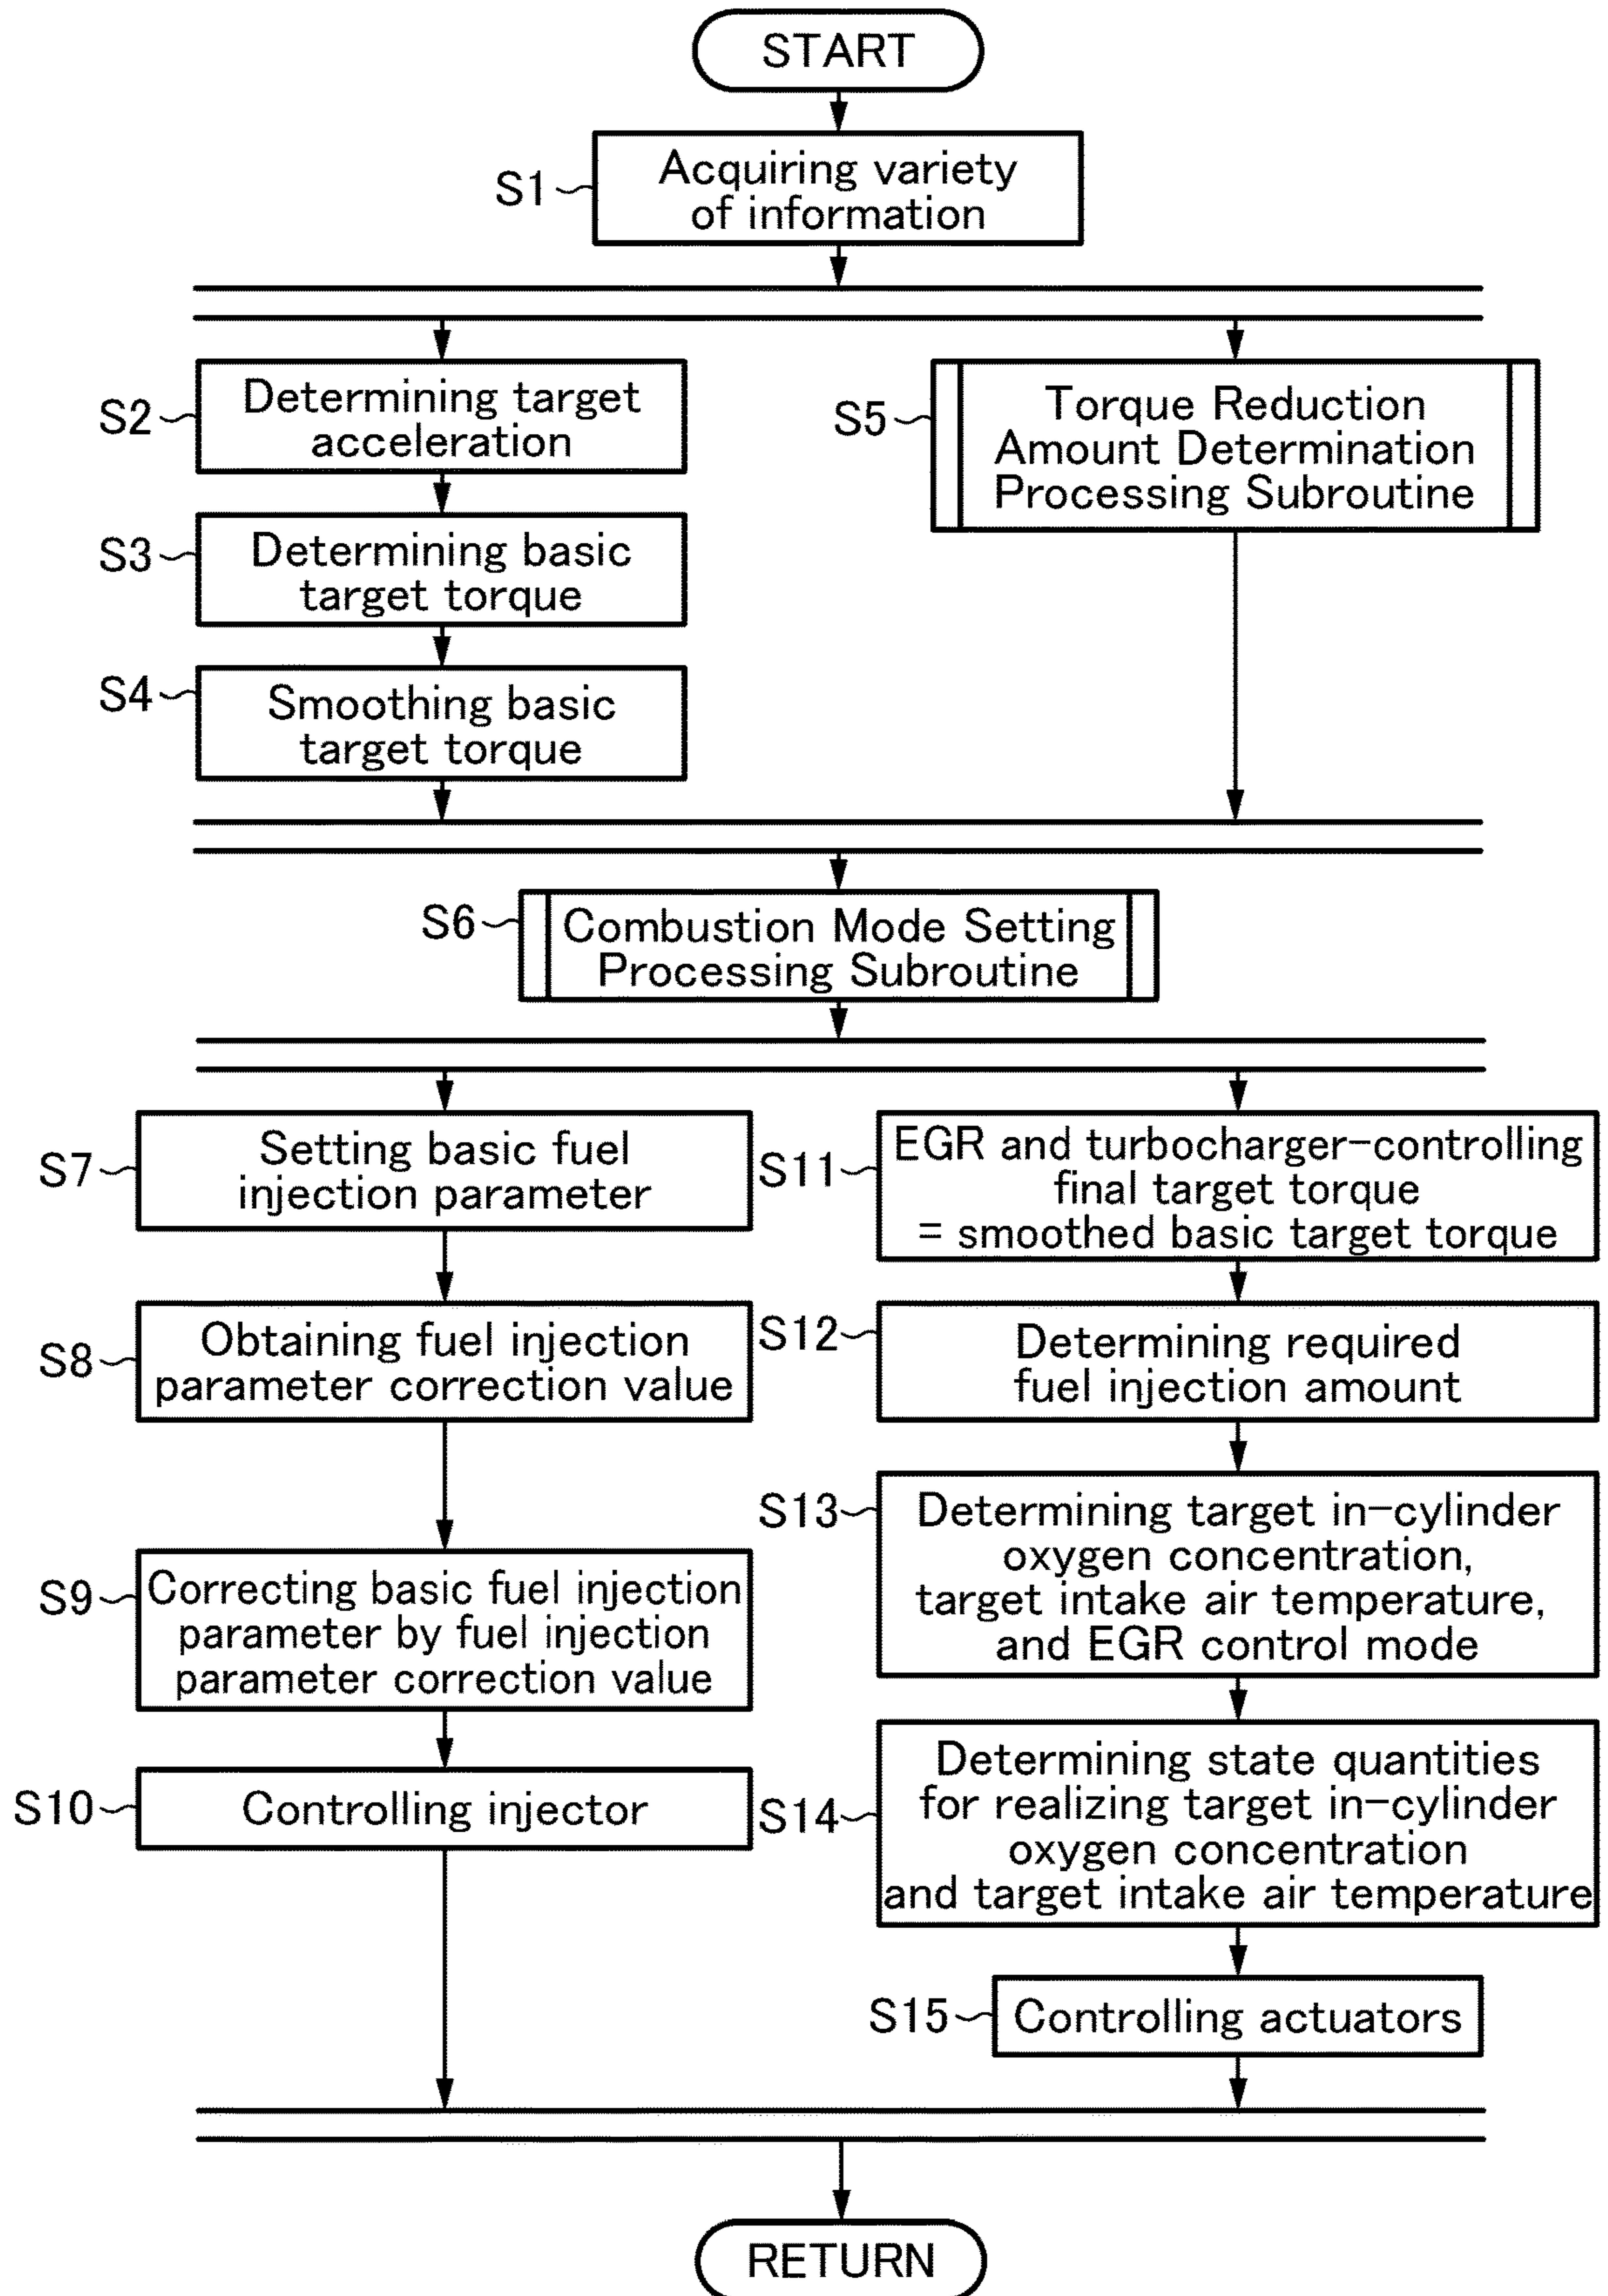 START
S1
Acquiring variety
of information
S2
Determining target
acceleration
S3
Determining basic
target torque
S4
Smoothing basic
target torque
S5
Torque Reduction
Amount Determination
Processing Subroutine
S6
Combustion Mode Setting
Processing Subroutine
S7
Setting basic fuel
injection parameter
S8
Obtaining fuel injection
parameter correction value
S9
Correcting basic fuel injection
parameter by fuel injection
parameter correction value
S10
Controlling injector
S11
EGR and turbocharger-controlling
final target torque
= smoothed basic target torque
S12
Determining required
fuel injection amount
S13
Determining target in-cylinder
oxygen concentration,
target intake air temperature,
and EGR control mode
S14
Determining state quantities
for realizing target in-cylinder
oxygen concentration
and target intake air temperature
S15
Controlling actuators
RETURN